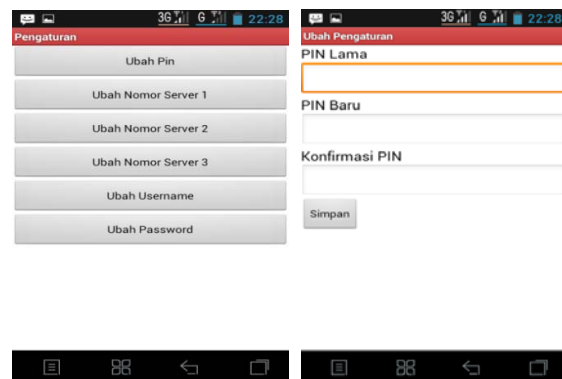 3G G 22:28
Pengaturan
Ubah Pin
Ubah Nomor Server 1
Ubah Nomor Server 2
Ubah Nomor Server 3
Ubah Username
Ubah Password
3G G 22:28
Ubah Pengaturan
PIN Lama
PIN Baru
Konfirmasi PIN
Simpan